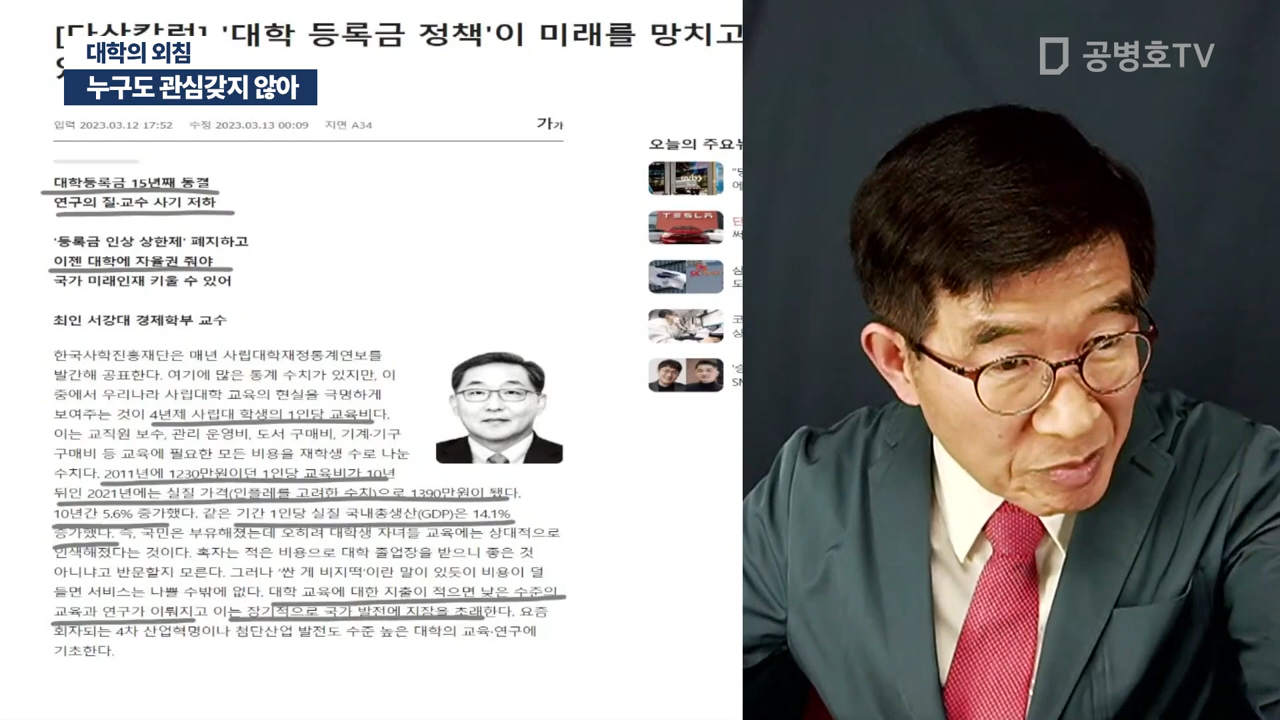 [다산칼럼] '대학 등록금 정책'이 미래를 망치고
대학의 외침
누구도 관심갖지 않아
공병호TV
입력 2023.03.12 17:52 수정 2023.03.13 00:09 지면 A34
가가
오늘의 주요뉴
대학등록금 15년째 동결
연구의 질·교수 사기 저하
'등록금 인상 상한제' 폐지하고
이젠 대학에 자율권 줘야
국가 미래인재 키울 수 있어
최인 서강대 경제학부 교수
한국사학진흥재단은 매년 사립대학재정통계연보를
발간해 공표한다. 여기에 많은 통계 수치가 있지만, 이
중에서 우리나라 사립대학 교육의 현실을 극명하게
보여주는 것이 4년제 사립대 학생의 1인당 교육비다.
이는 교직원 보수, 관리 운영비, 도서 구매비, 기계·기구
구매비 등 교육에 필요한 모든 비용을 재학생 수로 나눈
수치다. 2011년에 1230만원이던 1인당 교육비가 10년
뒤인 2021년에는 실질 가격(인플레를 고려한 수치)으로 1390만원이 됐다.
10년간 5.6% 증가했다. 같은 기간 1인당 실질 국내총생산(GDP)은 14.1%
증가했다. 즉, 국민은 부유해졌는데 오히려 대학생 자녀들 교육에는 상대적으로
인색해졌다는 것이다. 혹자는 적은 비용으로 대학 졸업장을 받으니 좋은 것
아니냐고 반문할지 모른다. 그러나 '싼 게 비지떡'이란 말이 있듯이 비용이 덜
들면 서비스는 나쁠 수밖에 없다. 대학 교육에 대한 지출이 적으면 낮은 수준의
교육과 연구가 이뤄지고 이는 장기적으로 국가 발전에 지장을 초래한다. 요즘
회자되는 4차 산업혁명이나 첨단산업 발전도 수준 높은 대학의 교육·연구에
기초한다.
TESLA